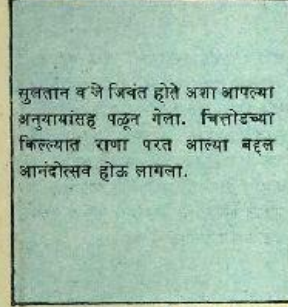 सुलतान व जे जिवंत होते अशा आपल्या
अनुयायांसह पळून गेला. चित्तोडच्या
किल्ल्यात राणा परत आल्या बद्दल
आनंदोत्सव होऊ लागला.